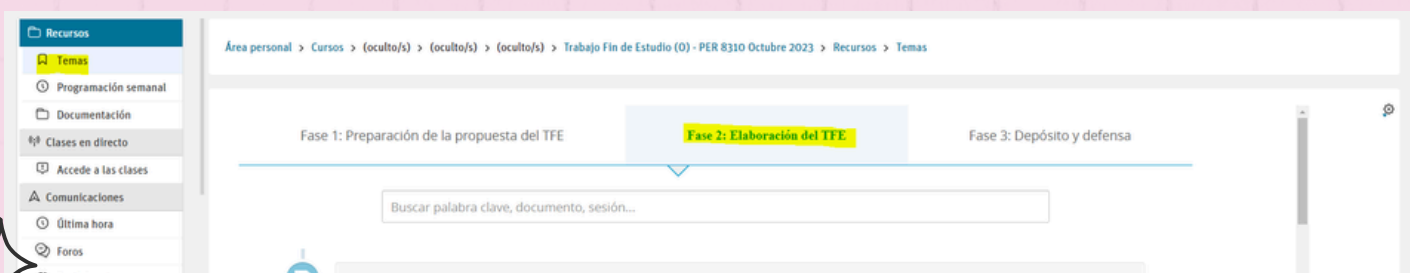 Recursos
Temas
Programación semanal
Documentación
Clases en directo
Accede a las clases
Comunicaciones
Última hora
Foros
Área personal > Cursos > (oculto/s) > (oculto/s) > (oculto/s) > Trabajo Fin de Estudio (O) - PER 8310 Octubre 2023 > Recursos > Temas
Fase 1: Preparación de la propuesta del TFE
Fase 2: Elaboración del TFE
Fase 3: Depósito y defensa
Buscar palabra clave, documento, sesión...